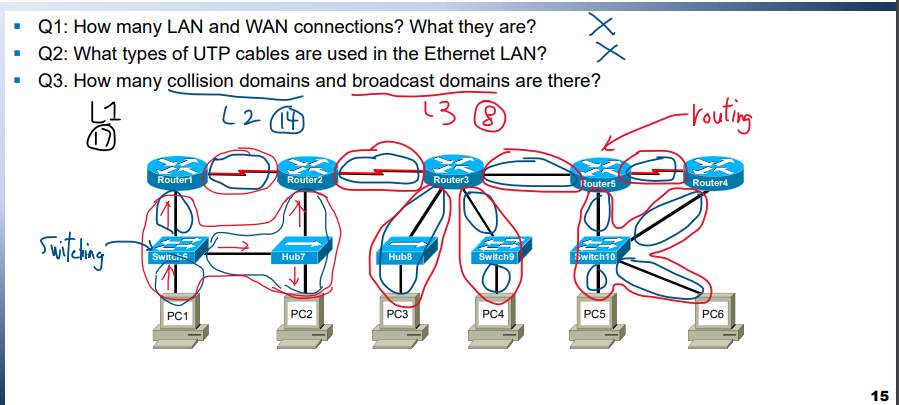 ▪ Q1: How many LAN and WAN connections? What they are?
▪ Q2: What types of UTP cables are used in the Ethernet LAN?
▪ Q3. How many collision domains and broadcast domains are there?
L1
17
L2 14
L3 8
routing
Router1 Router2 Router3 Router5 Router4
Switching
Switch6 Hub7 Hub8 Switch9 Switch10
PC1 PC2 PC3 PC4 PC5 PC6
15